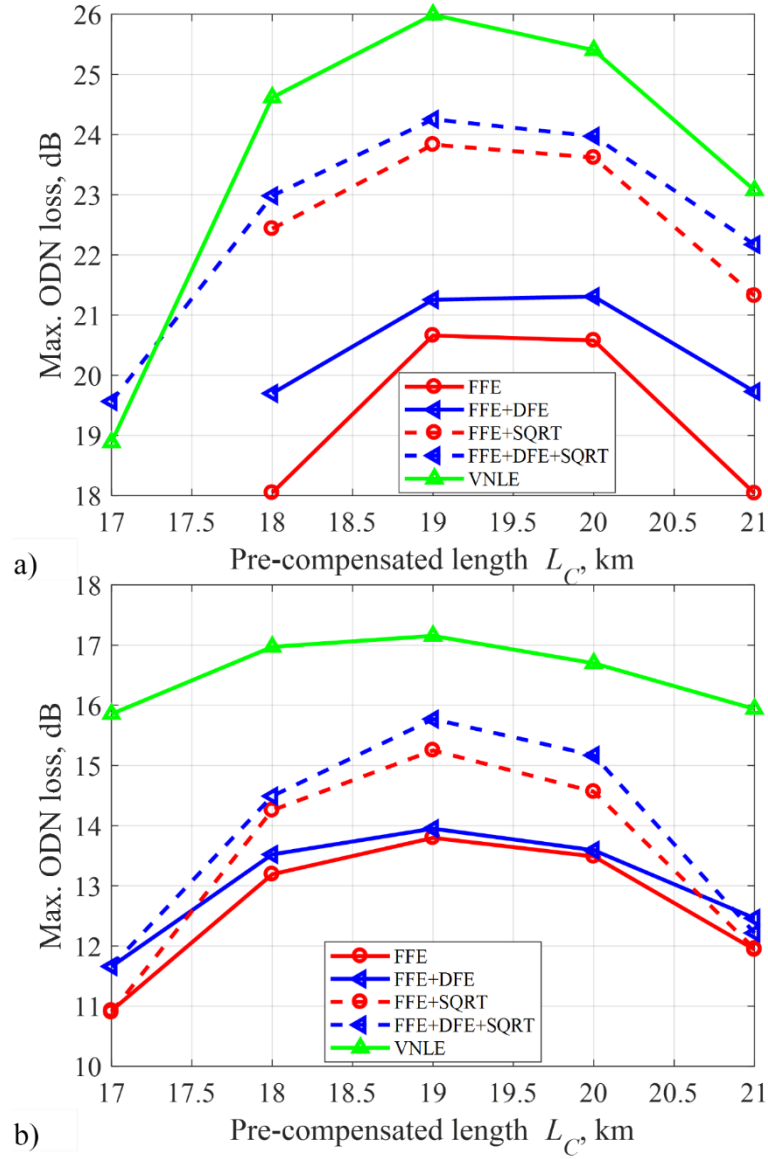 26
25
24
23
22
21
20
19
18
Max. ODN loss, dB
FFE
FFE+DFE
FFE+SQRT
FFE+DFE+SQRT
VNLE
17 17.5 18 18.5 19 19.5 20 20.5 21
Pre-compensated length L_C, km
a)
18
17
16
15
14
13
12
11
10
Max. ODN loss, dB
FFE
FFE+DFE
FFE+SQRT
FFE+DFE+SQRT
VNLE
17 17.5 18 18.5 19 19.5 20 20.5 21
Pre-compensated length L_C, km
b)